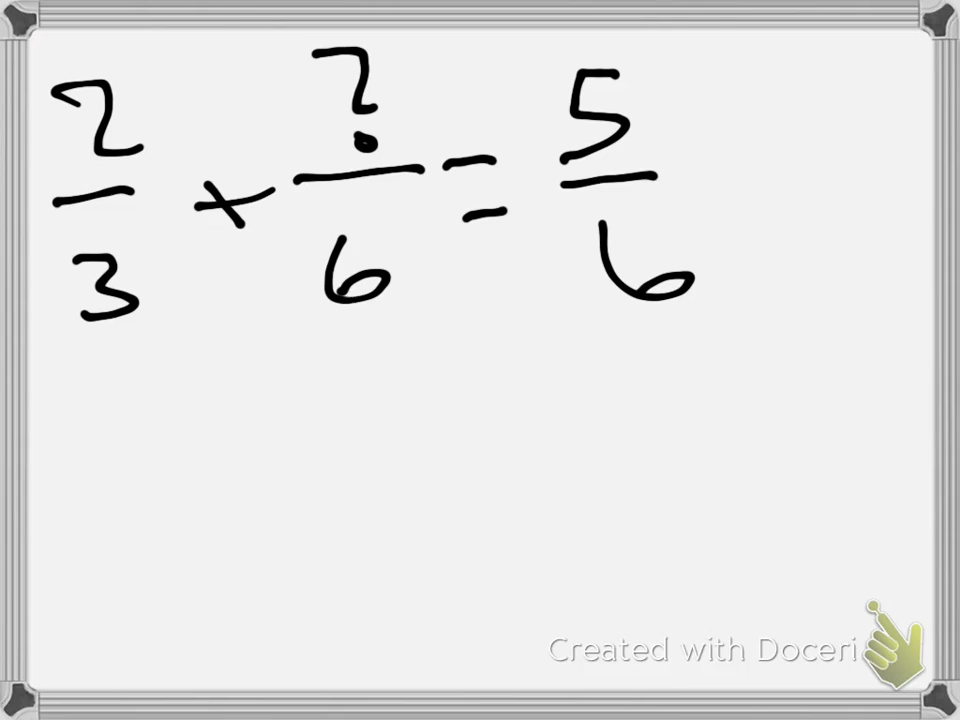 2/3 × ?/6 = 5/6
Created with Doceri